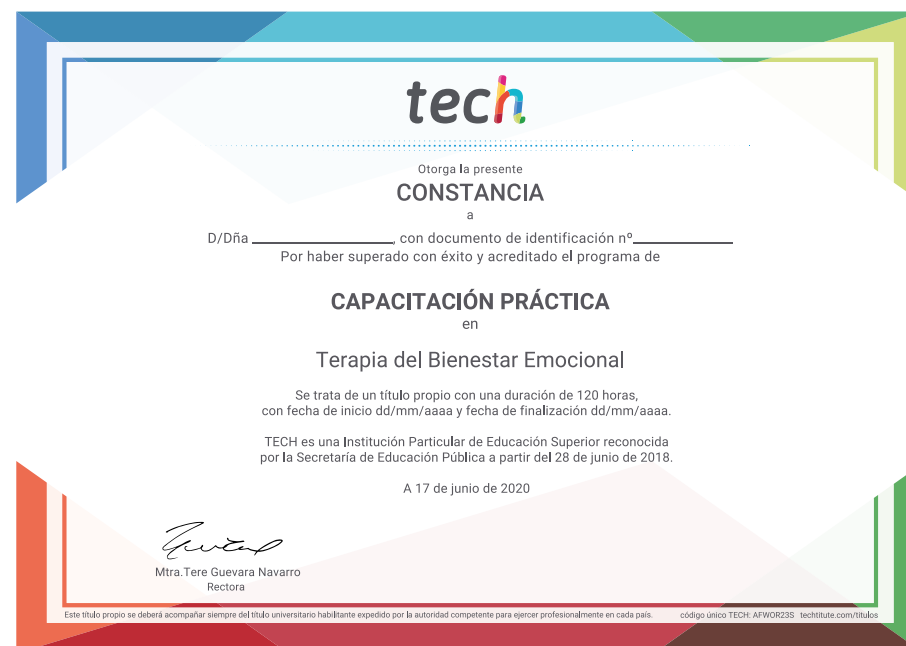 tech
Otorga la presente
CONSTANCIA
a
D/Dña ____________________, con documento de identificación nº______________
Por haber superado con éxito y acreditado el programa de
CAPACITACIÓN PRÁCTICA
en
Terapia del Bienestar Emocional
Se trata de un título propio con una duración de 120 horas,
con fecha de inicio dd/mm/aaaa y fecha de finalización dd/mm/aaaa.
TECH es una Institución Particular de Educación Superior reconocida
por la Secretaría de Educación Pública a partir del 28 de junio de 2018.
A 17 de junio de 2020
Mtra.Tere Guevara Navarro
Rectora
Este título propio se deberá acompañar siempre del título universitario habilitante expedido por la autoridad competente para ejercer profesionalmente en cada país. código único TECH: AFWOR23S techtitute.com/titulos